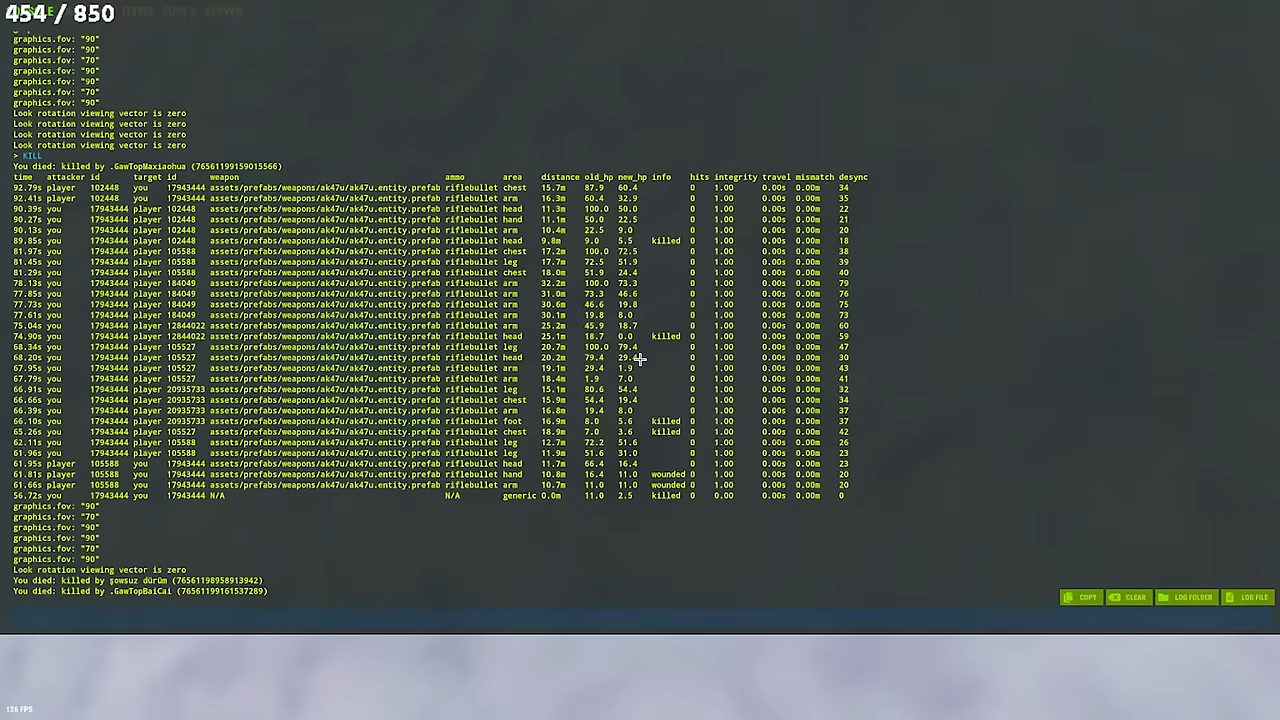 454 / 850
graphics.fov: "90"
graphics.fov: "90"
graphics.fov: "70"
graphics.fov: "90"
graphics.fov: "90"
graphics.fov: "70"
graphics.fov: "90"
Look rotation viewing vector is zero
Look rotation viewing vector is zero
Look rotation viewing vector is zero
Look rotation viewing vector is zero
> KILL
You died: killed by .GawTopMaxiaohua (76561199159015566)
time attacker id target id weapon ammo area distance old_hp new_hp info hits integrity travel mismatch desync
92.79s player 102448 you 17943444 assets/prefabs/weapons/ak47u/ak47u.entity.prefab riflebullet chest 15.7m 87.9 60.4 0 1.00 0.00s 0.00m 34
92.41s player 102448 you 17943444 assets/prefabs/weapons/ak47u/ak47u.entity.prefab riflebullet arm 16.3m 60.4 32.9 0 1.00 0.00s 0.00m 35
90.39s you 17943444 player 102448 assets/prefabs/weapons/ak47u/ak47u.entity.prefab riflebullet head 11.3m 100.0 50.0 0 1.00 0.00s 0.00m 22
90.27s you 17943444 player 102448 assets/prefabs/weapons/ak47u/ak47u.entity.prefab riflebullet hand 11.1m 50.0 22.5 0 1.00 0.00s 0.00m 21
90.13s you 17943444 player 102448 assets/prefabs/weapons/ak47u/ak47u.entity.prefab riflebullet arm 10.4m 22.5 9.0 0 1.00 0.00s 0.00m 20
89.85s you 17943444 player 102448 assets/prefabs/weapons/ak47u/ak47u.entity.prefab riflebullet head 9.8m 9.0 5.5 killed 0 1.00 0.00s 0.00m 18
81.97s you 17943444 player 105588 assets/prefabs/weapons/ak47u/ak47u.entity.prefab riflebullet chest 17.2m 100.0 72.5 0 1.00 0.00s 0.00m 38
81.45s you 17943444 player 105588 assets/prefabs/weapons/ak47u/ak47u.entity.prefab riflebullet leg 17.7m 72.5 51.9 0 1.00 0.00s 0.00m 39
81.29s you 17943444 player 105588 assets/prefabs/weapons/ak47u/ak47u.entity.prefab riflebullet chest 18.0m 51.9 24.4 0 1.00 0.00s 0.00m 40
78.13s you 17943444 player 184049 assets/prefabs/weapons/ak47u/ak47u.entity.prefab riflebullet arm 32.2m 100.0 73.3 0 1.00 0.00s 0.00m 79
77.85s you 17943444 player 184049 assets/prefabs/weapons/ak47u/ak47u.entity.prefab riflebullet arm 31.0m 73.3 46.6 0 1.00 0.00s 0.00m 76
77.73s you 17943444 player 184049 assets/prefabs/weapons/ak47u/ak47u.entity.prefab riflebullet arm 30.6m 46.6 19.8 0 1.00 0.00s 0.00m 75
77.61s you 17943444 player 184049 assets/prefabs/weapons/ak47u/ak47u.entity.prefab riflebullet arm 30.1m 19.8 8.0 0 1.00 0.00s 0.00m 73
75.04s you 17943444 player 12844022 assets/prefabs/weapons/ak47u/ak47u.entity.prefab riflebullet arm 25.2m 45.9 18.7 0 1.00 0.00s 0.00m 60
74.90s you 17943444 player 12844022 assets/prefabs/weapons/ak47u/ak47u.entity.prefab riflebullet head 25.1m 18.7 0.0 killed 0 1.00 0.00s 0.00m 59
68.34s you 17943444 player 105527 assets/prefabs/weapons/ak47u/ak47u.entity.prefab riflebullet leg 20.7m 100.0 79.4 0 1.00 0.00s 0.00m 47
68.20s you 17943444 player 105527 assets/prefabs/weapons/ak47u/ak47u.entity.prefab riflebullet head 20.2m 79.4 29.4 0 1.00 0.00s 0.00m 30
67.95s you 17943444 player 105527 assets/prefabs/weapons/ak47u/ak47u.entity.prefab riflebullet arm 19.1m 29.4 1.9 0 1.00 0.00s 0.00m 43
67.79s you 17943444 player 105527 assets/prefabs/weapons/ak47u/ak47u.entity.prefab riflebullet arm 18.4m 1.9 7.0 0 1.00 0.00s 0.00m 41
66.91s you 17943444 player 20935733 assets/prefabs/weapons/ak47u/ak47u.entity.prefab riflebullet leg 15.1m 80.6 54.4 0 1.00 0.00s 0.00m 32
66.66s you 17943444 player 20935733 assets/prefabs/weapons/ak47u/ak47u.entity.prefab riflebullet chest 15.9m 54.4 19.4 0 1.00 0.00s 0.00m 34
66.39s you 17943444 player 20935733 assets/prefabs/weapons/ak47u/ak47u.entity.prefab riflebullet arm 16.8m 19.4 8.0 0 1.00 0.00s 0.00m 37
66.10s you 17943444 player 20935733 assets/prefabs/weapons/ak47u/ak47u.entity.prefab riflebullet foot 16.9m 8.0 5.6 killed 0 1.00 0.00s 0.00m 37
65.26s you 17943444 player 105527 assets/prefabs/weapons/ak47u/ak47u.entity.prefab riflebullet chest 18.9m 7.0 3.6 killed 0 1.00 0.00s 0.00m 42
62.11s you 17943444 player 105588 assets/prefabs/weapons/ak47u/ak47u.entity.prefab riflebullet leg 12.7m 72.2 51.6 0 1.00 0.00s 0.00m 26
61.96s you 17943444 player 105588 assets/prefabs/weapons/ak47u/ak47u.entity.prefab riflebullet leg 11.9m 51.6 31.0 0 1.00 0.00s 0.00m 23
61.95s player 105588 you 17943444 assets/prefabs/weapons/ak47u/ak47u.entity.prefab riflebullet head 11.7m 66.4 16.4 0 1.00 0.00s 0.00m 23
61.81s player 105588 you 17943444 assets/prefabs/weapons/ak47u/ak47u.entity.prefab riflebullet hand 10.8m 16.4 11.0 wounded 0 1.00 0.00s 0.00m 20
61.66s player 105588 you 17943444 assets/prefabs/weapons/ak47u/ak47u.entity.prefab riflebullet arm 10.7m 11.0 11.0 wounded 0 1.00 0.00s 0.00m 20
56.72s you 17943444 you 17943444 N/A N/A generic 0.0m 11.0 2.5 killed 0 0.00 0.00s 0.00m 0
graphics.fov: "90"
graphics.fov: "70"
graphics.fov: "90"
graphics.fov: "90"
graphics.fov: "70"
graphics.fov: "90"
Look rotation viewing vector is zero
You died: killed by şowsuz dürüm (76561198958913942)
You died: killed by .GawTopBaiCai (76561199161537289)
COPY CLEAR LOG FOLDER LOG FILE
126 FPS